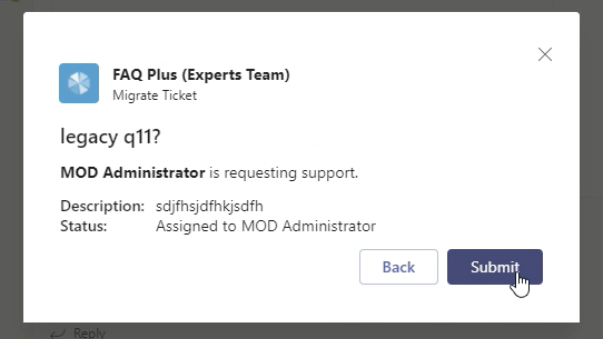 FAQ Plus (Experts Team)
Migrate Ticket
legacy q11?
MOD Administrator is requesting support.
Description: sdjfhsjdfhkjsdfh
Status: Assigned to MOD Administrator
Back Submit
Reply